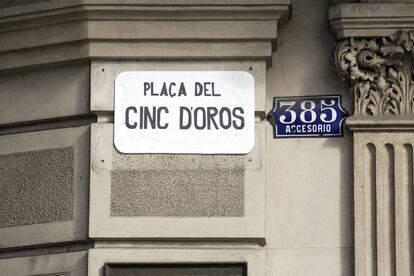 PLAÇA DEL
CINC D'OROS
385
ACCESORIO